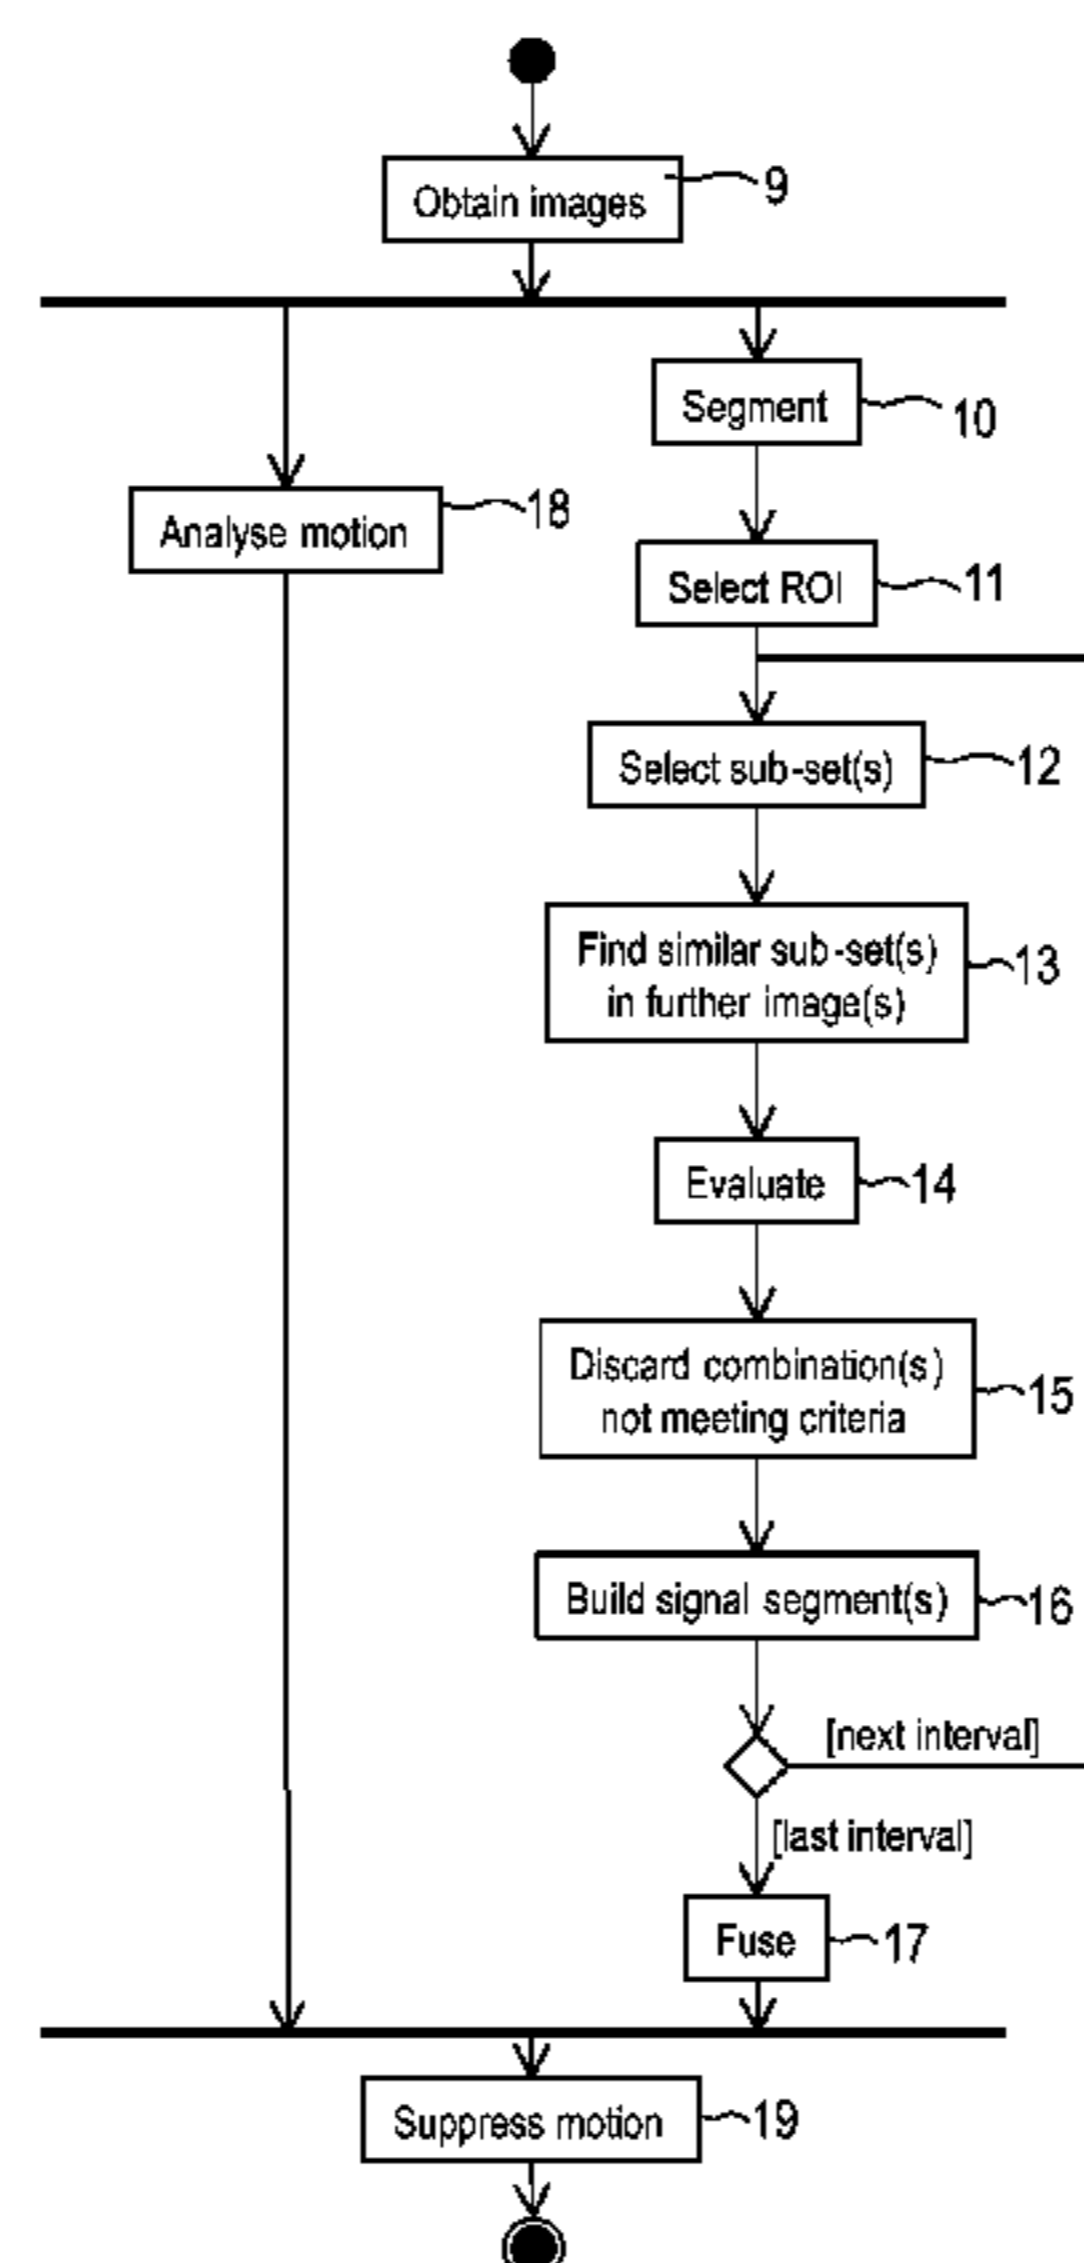 Obtain images
9
Segment
10
Analyse motion
18
Select ROI
11
Select sub-set(s)
12
Find similar sub-set(s)
in further image(s)
13
Evaluate
14
Discard combination(s)
not meeting criteria
15
Build signal segment(s)
16
[next interval]
[last interval]
Fuse
17
Suppress motion
19